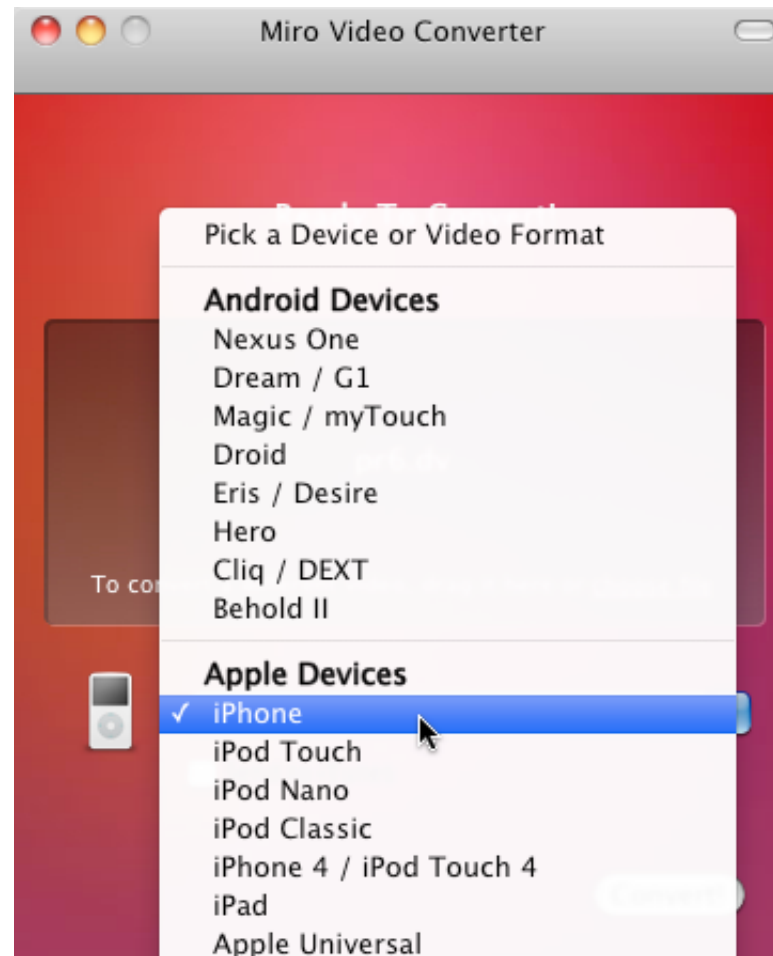 Miro Video Converter
Pick a Device or Video Format
Android Devices
Nexus One
Dream / G1
Magic / myTouch
Droid
Eris / Desire
Hero
Cliq / DEXT
Behold II
To co
Apple Devices
✓ iPhone
iPod Touch
iPod Nano
iPod Classic
iPhone 4 / iPod Touch 4
iPad
Apple Universal